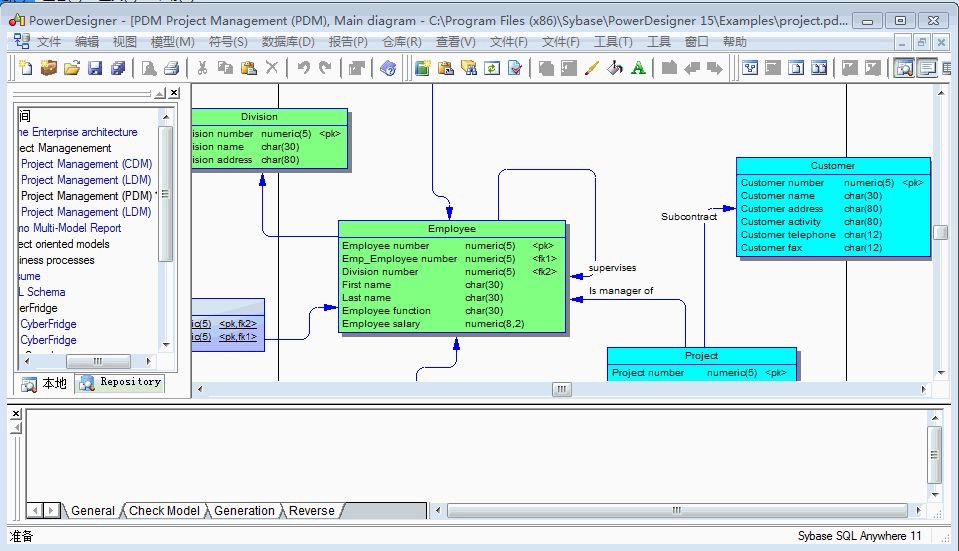 PowerDesigner - [PDM Project Management (PDM), Main diagram - C:\Program Files (x86)\Sybase\PowerDesigner 15\Examples\project.pd...
文件 编辑 视图 模型(M) 符号(S) 数据库(D) 报告(P) 仓库(R) 查看(V) 文件(F) 文件(F) 工具(T) 工具 窗口 帮助
间
ne Enterprise architecture
ect Managenement
Project Management (CDM)
Project Management (LDM)
Project Management (PDM) *
Project Management (LDM)
mo Multi-Model Report
ect oriented models
iness processes
ume
L Schema
erFridge
CyberFridge
CyberFridge
本地 Repository
Division
ision number numeric(5) <pk>
ision name char(30)
ision address char(80)
Customer
Customer number numeric(5) <pk>
Customer name char(30)
Customer address char(80)
Customer activity char(80)
Customer telephone char(12)
Customer fax char(12)
Subcontract
Employee
Employee number numeric(5) <pk>
Emp_Employee number numeric(5) <fk1>
Division number numeric(5) <fk2>
First name char(30)
Last name char(30)
Employee function char(30)
Employee salary numeric(8,2)
supervises
Is manager of
ic(5) <pk,fk2>
ic(5) <pk,fk1>
Project
Project number numeric(5) <pk>
General Check Model Generation Reverse
准备 Sybase SQL Anywhere 11